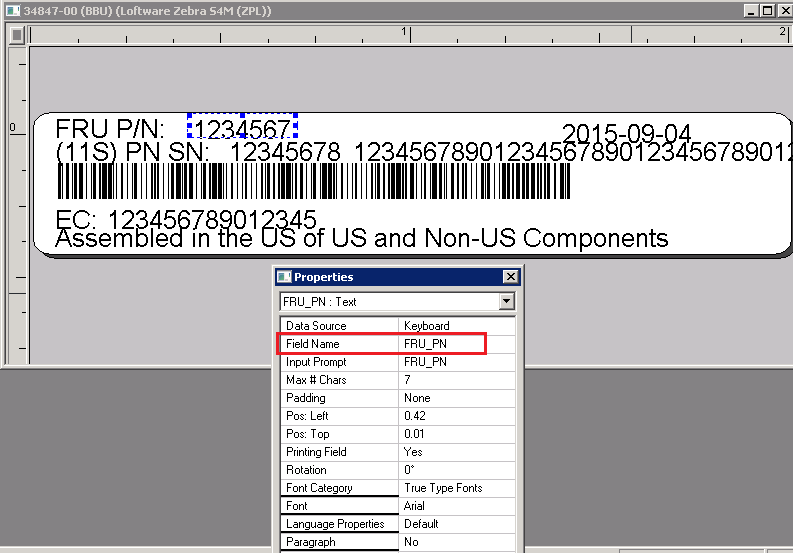 34847-00 (BBU) (Loftware Zebra S4M (ZPL))
1 2
0
FRU P/N: 1234567 2015-09-04
(11S) PN SN: 12345678 12345678901234567890123456789012
EC: 123456789012345
Assembled in the US of US and Non-US Components
Properties
FRU_PN : Text
Data Source Keyboard
Field Name FRU_PN
Input Prompt FRU_PN
Max # Chars 7
Padding None
Pos: Left 0.42
Pos: Top 0.01
Printing Field Yes
Rotation 0°
Font Category True Type Fonts
Font Arial
Language Properties Default
Paragraph No